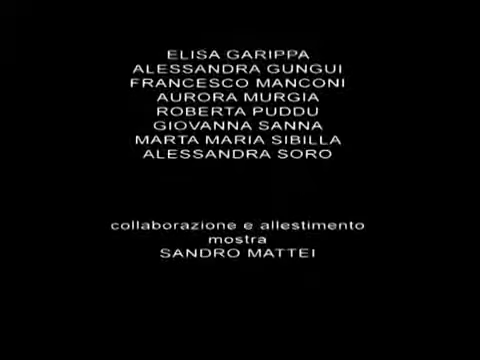 ELISA GARIPPA
ALESSANDRA GUNGUI
FRANCESCO MANCONI
AURORA MURGIA
ROBERTA PUDDU
GIOVANNA SANNA
MARTA MARIA SIBILLA
ALESSANDRA SORO
collaborazione e allestimento
mostra
SANDRO MATTEI